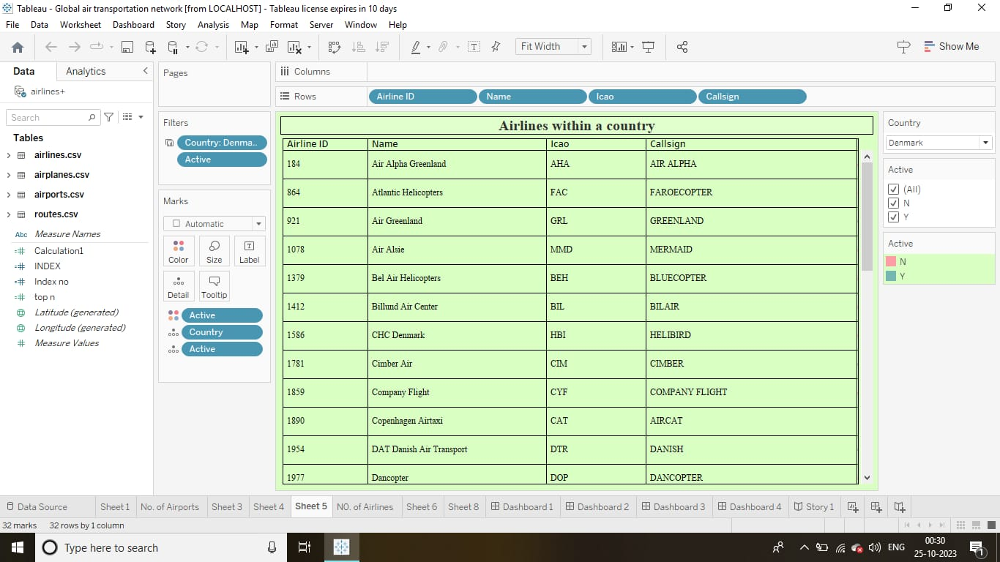 Tableau - Global air transportation network [from LOCALHOST] - Tableau license expires in 10 days
File Data Worksheet Dashboard Story Analysis Map Format Server Window Help
Fit Width
Show Me
Data Analytics
airlines+
Search
Tables
airlines.csv
airplanes.csv
airports.csv
routes.csv
Abc Measure Names
Calculation1
INDEX
Index no
top n
Latitude (generated)
Longitude (generated)
Measure Values
Pages
Filters
Country: Denma..
Active
Marks
Automatic
Color Size Label
Detail Tooltip
Active
Country
Active
Columns
Rows Airline ID Name Icao Callsign
Airlines within a country
Airline ID Name Icao Callsign
184 Air Alpha Greenland AHA AIR ALPHA
864 Atlantic Helicopters FAC FAROECOPTER
921 Air Greenland GRL GREENLAND
1078 Air Alsie MMD MERMAID
1379 Bel Air Helicopters BEH BLUECOPTER
1412 Billund Air Center BIL BILAIR
1586 CHC Denmark HBI HELIBIRD
1781 Cimber Air CIM CIMBER
1859 Company Flight CYF COMPANY FLIGHT
1890 Copenhagen Airtaxi CAT AIRCAT
1954 DAT Danish Air Transport DTR DANISH
1977 Dancopter DOP DANCOPTER
Country
Denmark
Active
(All)
N
Y
Active
N
Y
Data Source Sheet 1 No. of Airports Sheet 3 Sheet 4 Sheet 5 NO. of Airlines Sheet 6 Sheet 8 Dashboard 1 Dashboard 2 Dashboard 3 Dashboard 4 Story 1
32 marks 32 rows by 1 column
Type here to search
ENG
00:30
25-10-2023
1